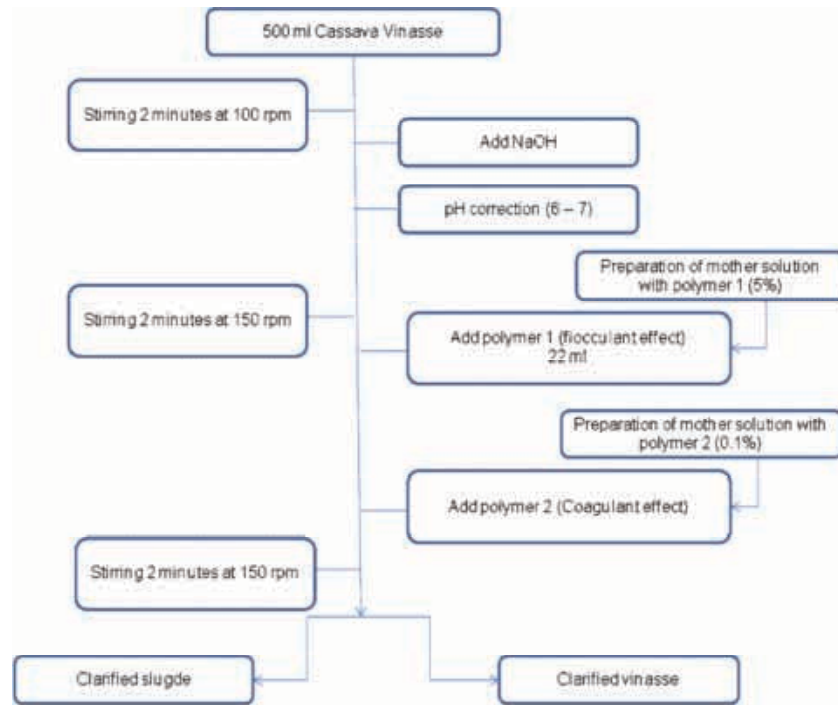 500 ml Cassava Vinasse
Stirring 2 minutes at 100 rpm
Add NaOH
pH correction (6 – 7)
Preparation of mother solution
with polymer 1 (5%)
Stirring 2 minutes at 150 rpm
Add polymer 1 (flocculant effect)
22 ml
Preparation of mother solution with
polymer 2 (0.1%)
Add polymer 2 (Coagulant effect)
Stirring 2 minutes at 150 rpm
Clarified slugde
Clarified vinasse